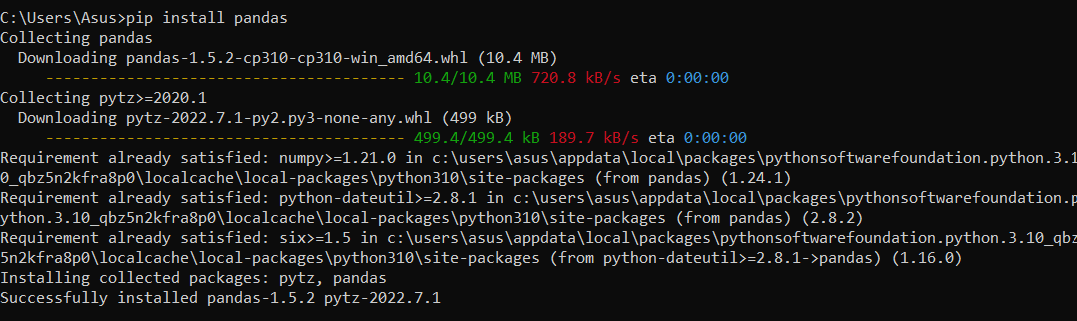 C:\Users\Asus>pip install pandas
Collecting pandas
  Downloading pandas-1.5.2-cp310-cp310-win_amd64.whl (10.4 MB)
     ---------------------------------------- 10.4/10.4 MB 720.8 kB/s eta 0:00:00
Collecting pytz>=2020.1
  Downloading pytz-2022.7.1-py2.py3-none-any.whl (499 kB)
     ---------------------------------------- 499.4/499.4 kB 189.7 kB/s eta 0:00:00
Requirement already satisfied: numpy>=1.21.0 in c:\users\asus\appdata\local\packages\pythonsoftwarefoundation.python.3.1
0_qbz5n2kfra8p0\localcache\local-packages\python310\site-packages (from pandas) (1.24.1)
Requirement already satisfied: python-dateutil>=2.8.1 in c:\users\asus\appdata\local\packages\pythonsoftwarefoundation.p
ython.3.10_qbz5n2kfra8p0\localcache\local-packages\python310\site-packages (from pandas) (2.8.2)
Requirement already satisfied: six>=1.5 in c:\users\asus\appdata\local\packages\pythonsoftwarefoundation.python.3.10_qbz
5n2kfra8p0\localcache\local-packages\python310\site-packages (from python-dateutil>=2.8.1->pandas) (1.16.0)
Installing collected packages: pytz, pandas
Successfully installed pandas-1.5.2 pytz-2022.7.1